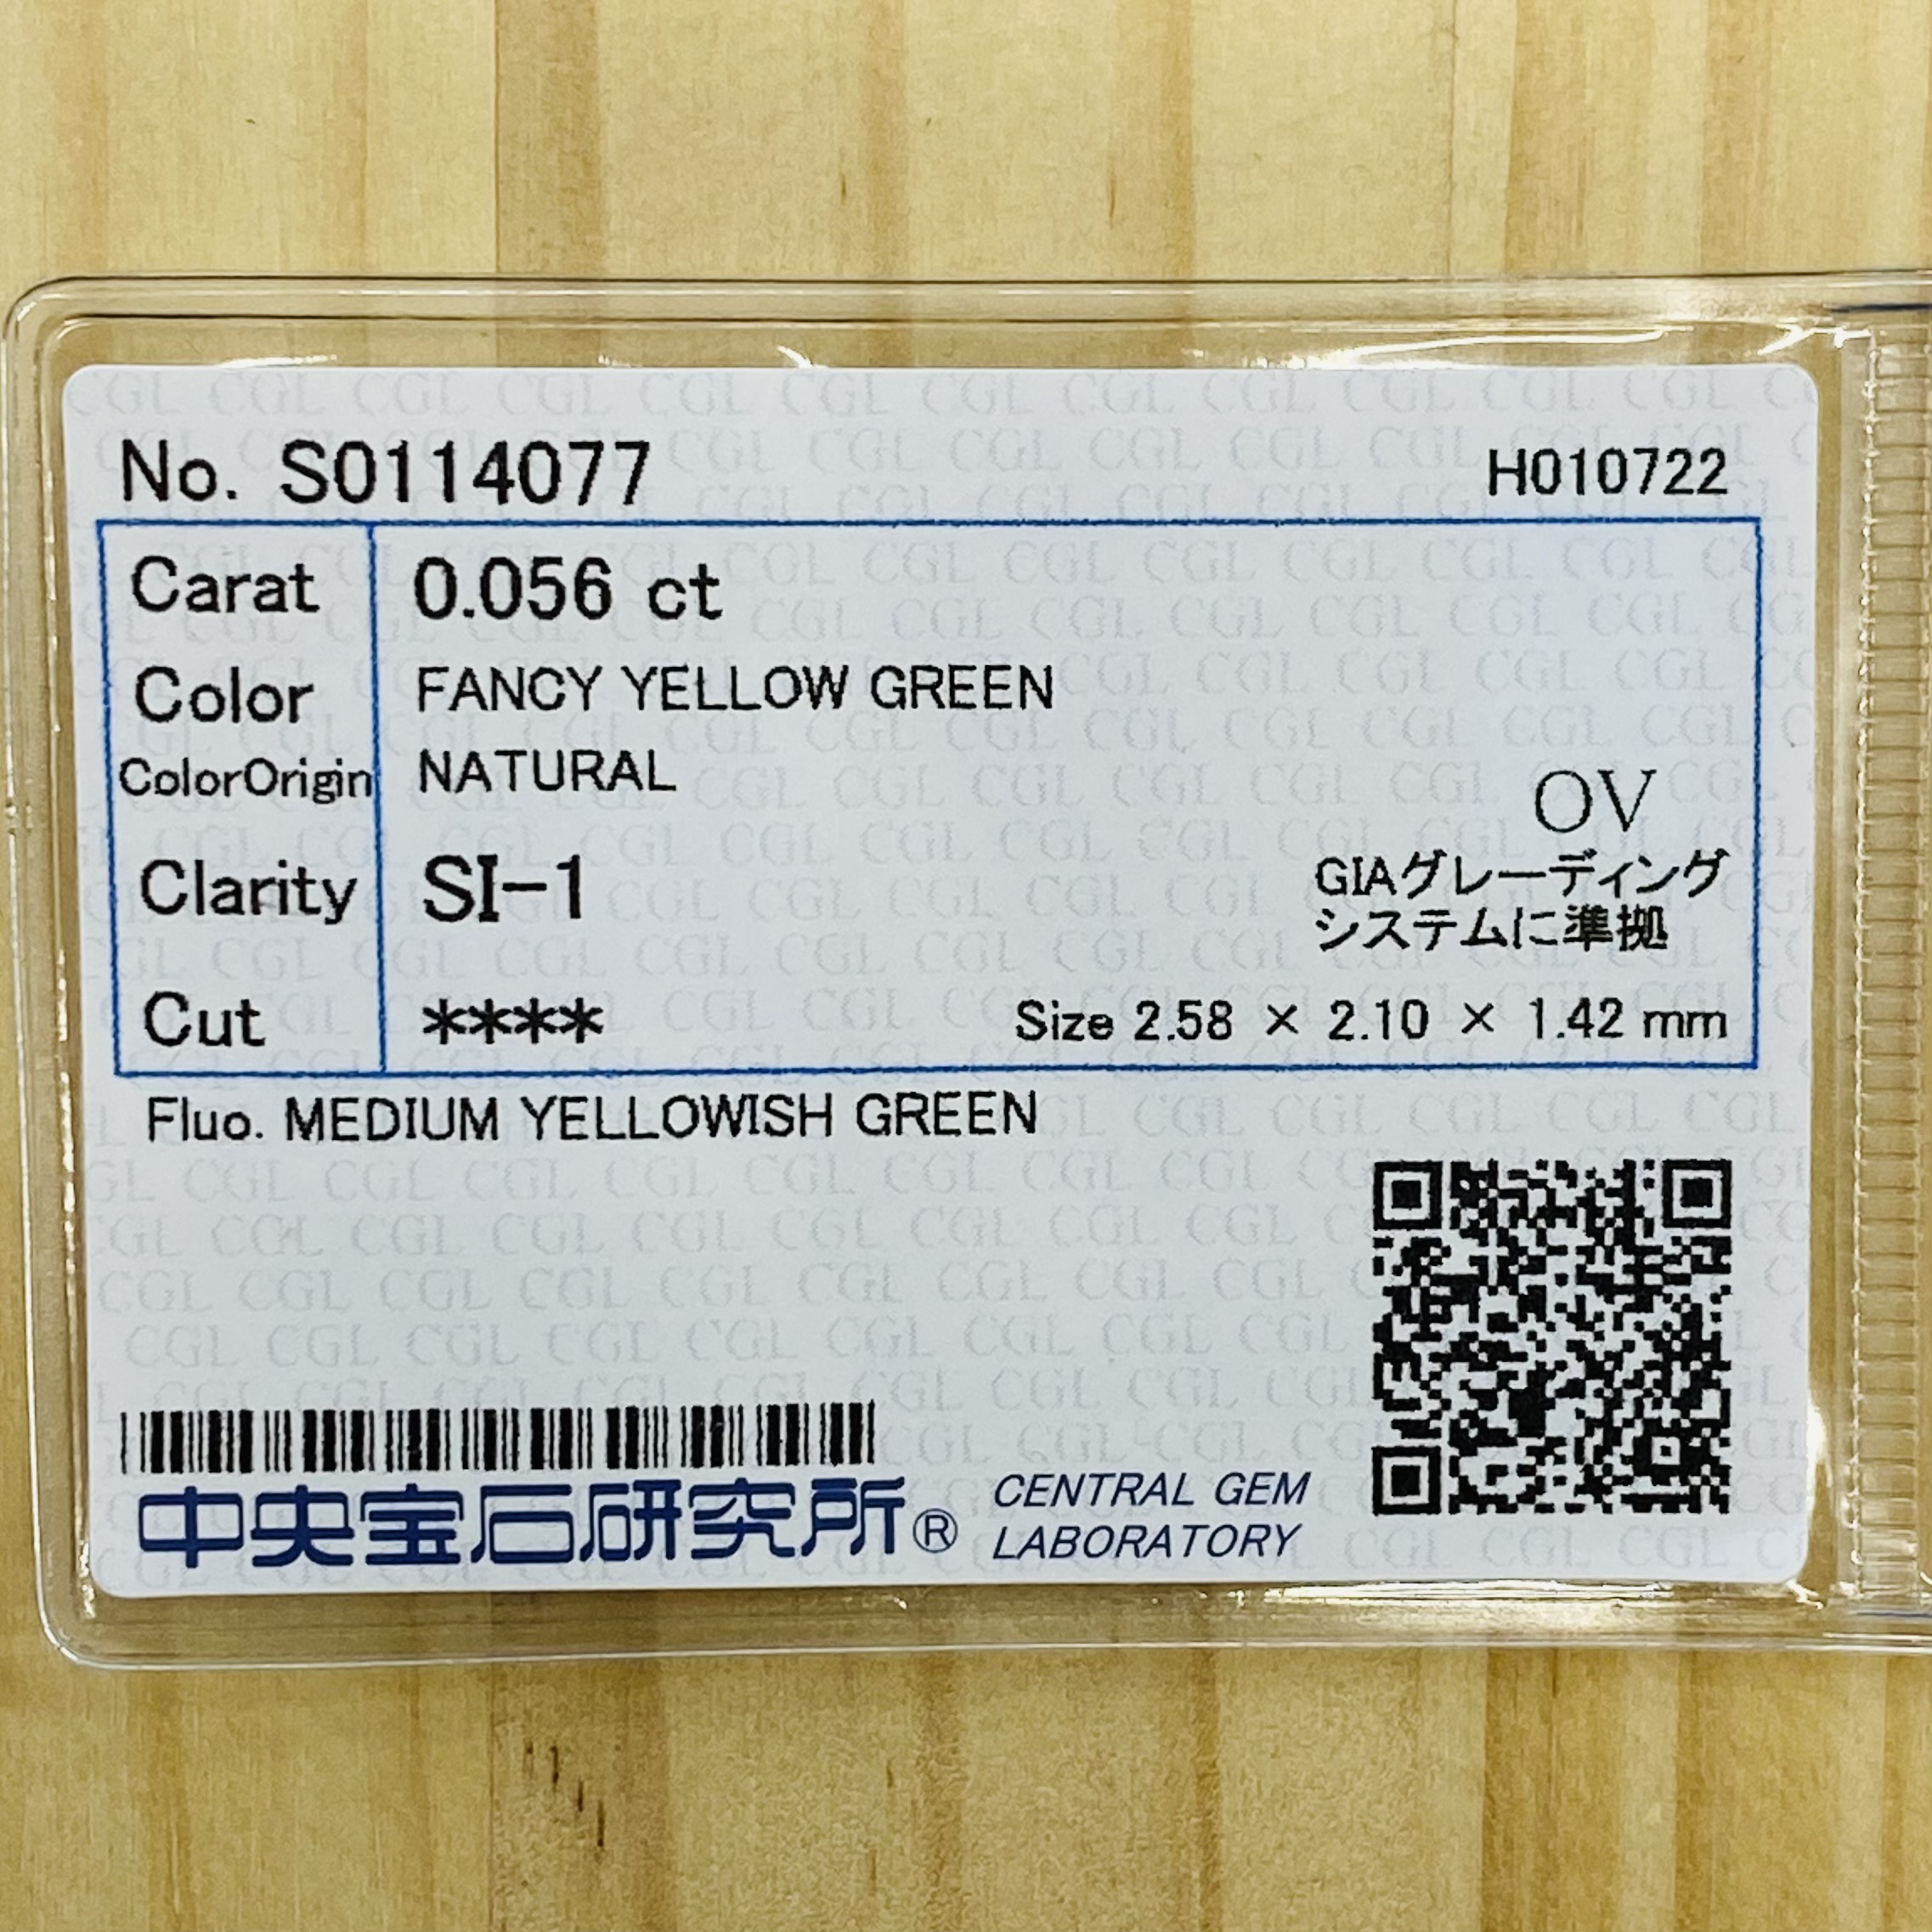 No. S0114077 H010722
Carat 0.056 ct
Color FANCY YELLOW GREEN
ColorOrigin NATURAL
OV
Clarity SI-1
GIAグレーディング
システムに準拠
Cut **** Size 2.58 × 2.10 × 1.42 mm
Fluo. MEDIUM YELLOWISH GREEN
中央宝石研究所® CENTRAL GEM
LABORATORY